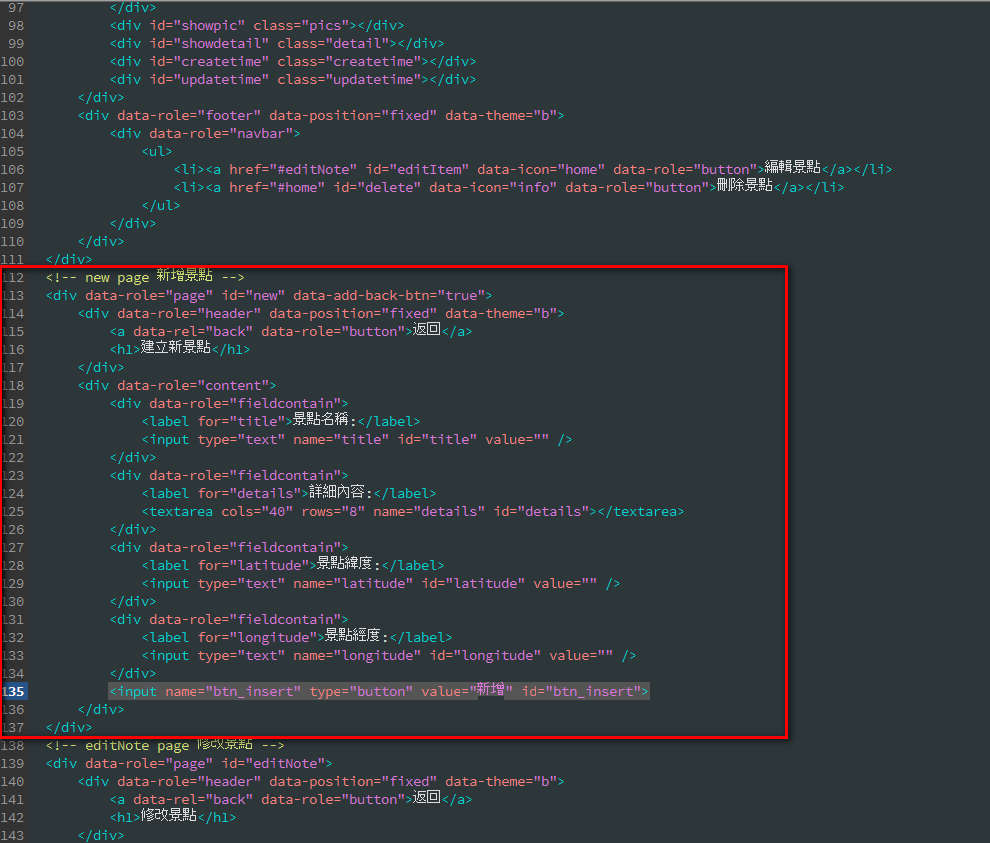 97 </div>
98 <div id="showpic" class="pics"></div>
99 <div id="showdetail" class="detail"></div>
100 <div id="createtime" class="createtime"></div>
101 <div id="updatetime" class="updatetime"></div>
102 </div>
103 <div data-role="footer" data-position="fixed" data-theme="b">
104 <div data-role="navbar">
105 <ul>
106 <li><a href="#editNote" id="editItem" data-icon="home" data-role="button">編輯景點</a></li>
107 <li><a href="#home" id="delete" data-icon="info" data-role="button">刪除景點</a></li>
108 </ul>
109 </div>
110 </div>
111 </div>
112 <!-- new page 新增景點 -->
113 <div data-role="page" id="new" data-add-back-btn="true">
114 <div data-role="header" data-position="fixed" data-theme="b">
115 <a data-rel="back" data-role="button">返回</a>
116 <h1>建立新景點</h1>
117 </div>
118 <div data-role="content">
119 <div data-role="fieldcontain">
120 <label for="title">景點名稱:</label>
121 <input type="text" name="title" id="title" value="" />
122 </div>
123 <div data-role="fieldcontain">
124 <label for="details">詳細內容:</label>
125 <textarea cols="40" rows="8" name="details" id="details"></textarea>
126 </div>
127 <div data-role="fieldcontain">
128 <label for="latitude">景點緯度:</label>
129 <input type="text" name="latitude" id="latitude" value="" />
130 </div>
131 <div data-role="fieldcontain">
132 <label for="longitude">景點經度:</label>
133 <input type="text" name="longitude" id="longitude" value="" />
134 </div>
135 <input name="btn_insert" type="button" value="新增" id="btn_insert">
136 </div>
137 </div>
138 <!-- editNote page 修改景點 -->
139 <div data-role="page" id="editNote">
140 <div data-role="header" data-position="fixed" data-theme="b">
141 <a data-rel="back" data-role="button">返回</a>
142 <h1>修改景點</h1>
143 </div>